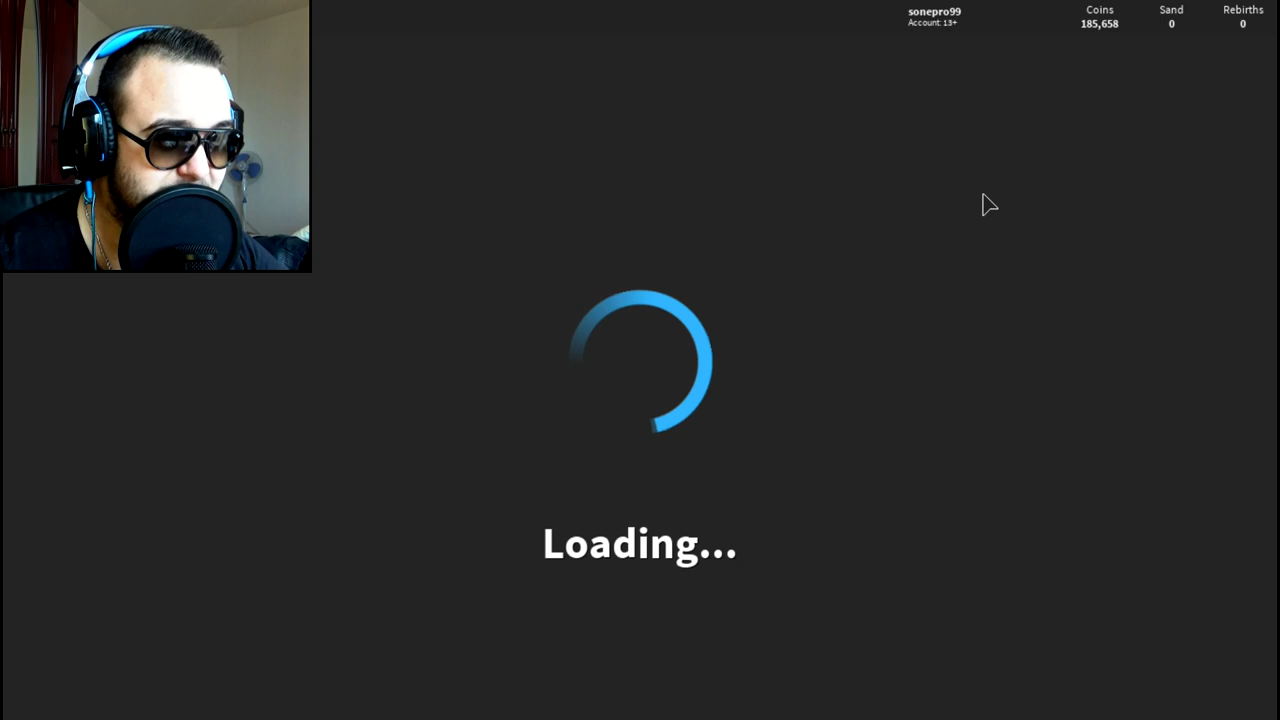 sonepro99
Account: 13+
Coins Sand Rebirths
185,658 0 0
Loading...